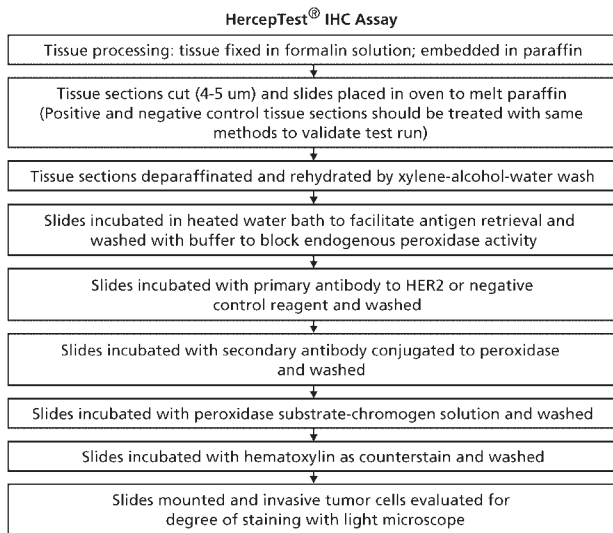 HercepTest® IHC Assay
Tissue processing: tissue fixed in formalin solution; embedded in paraffin
Tissue sections cut (4-5 um) and slides placed in oven to melt paraffin
(Positive and negative control tissue sections should be treated with same
methods to validate test run)
Tissue sections deparaffinated and rehydrated by xylene-alcohol-water wash
Slides incubated in heated water bath to facilitate antigen retrieval and
washed with buffer to block endogenous peroxidase activity
Slides incubated with primary antibody to HER2 or negative
control reagent and washed
Slides incubated with secondary antibody conjugated to peroxidase
and washed
Slides incubated with peroxidase substrate-chromogen solution and washed
Slides incubated with hematoxylin as counterstain and washed
Slides mounted and invasive tumor cells evaluated for
degree of staining with light microscope